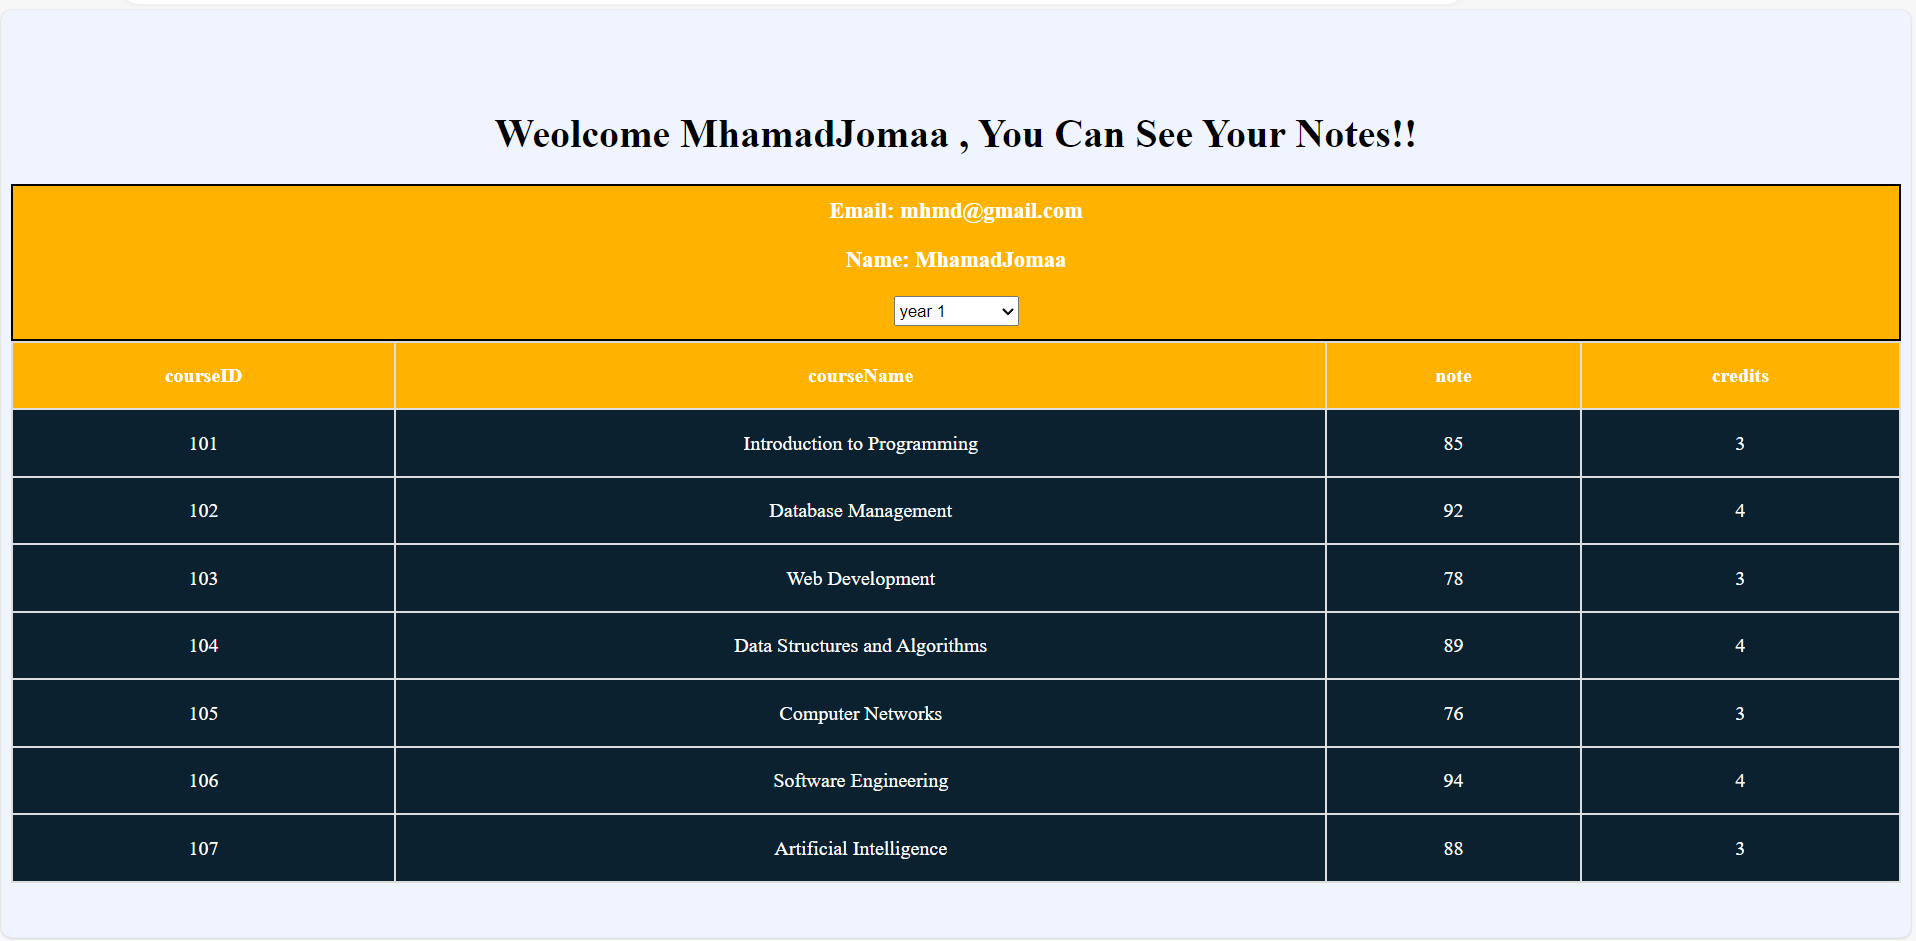 Weolcome MhamadJomaa , You Can See Your Notes!!
Email: mhmd@gmail.com
Name: MhamadJomaa
year 1
courseID courseName note credits
101 Introduction to Programming 85 3
102 Database Management 92 4
103 Web Development 78 3
104 Data Structures and Algorithms 89 4
105 Computer Networks 76 3
106 Software Engineering 94 4
107 Artificial Intelligence 88 3